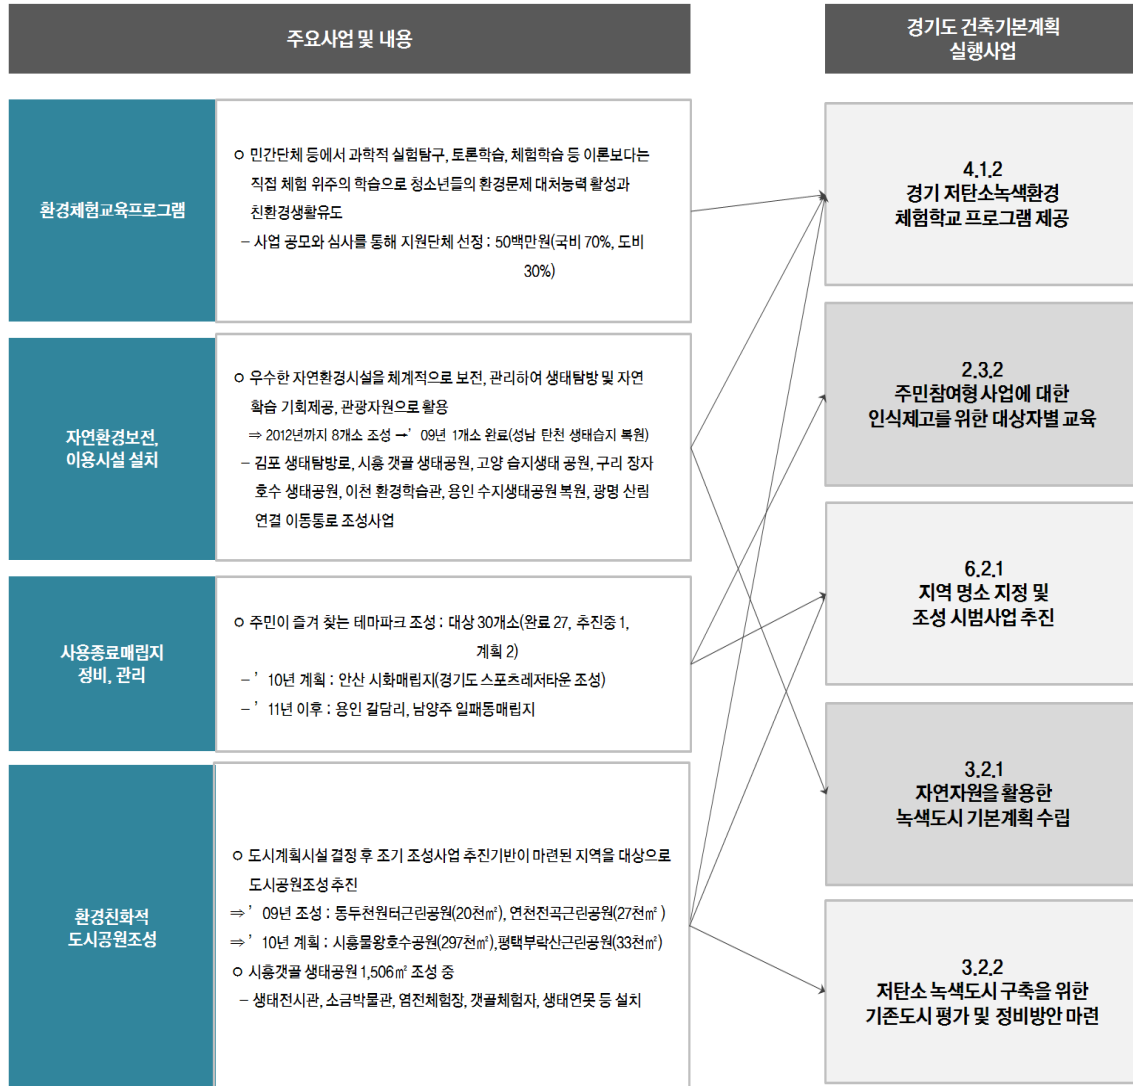 주요사업 및 내용
경기도 건축기본계획
실행사업
환경체험교육프로그램
ㅇ 민간단체 등에서 과학적 실험탐구, 토론학습, 체험학습 등 이론보다는
직접 체험 위주의 학습으로 청소년들의 환경문제 대처능력 활성과
친환경생활유도
- 사업 공모와 심사를 통해 지원단체 선정 : 50백만원(국비 70%, 도비
30%)
자연환경보전,
이용시설 설치
ㅇ 우수한 자연환경시설을 체계적으로 보전, 관리하여 생태탐방 및 자연
학습 기회제공, 관광자원으로 활용
⇒ 2012년까지 8개소 조성 → ’09년 1개소 완료(성남 탄천 생태습지 복원)
- 김포 생태탐방로, 시흥 갯골 생태공원, 고양 습지생태 공원, 구리 장자
호수 생태공원, 이천 환경학습관, 용인 수지생태공원 복원, 광명 산림
연결 이동통로 조성사업
사용종료매립지
정비, 관리
ㅇ 주민이 즐겨 찾는 테마파크 조성 : 대상 30개소(완료 27, 추진중 1,
계획 2)
- ’10년 계획 : 안산 시화매립지(경기도 스포츠레저타운 조성)
- ’11년 이후 : 용인 갈담리, 남양주 일패동매립지
환경친화적
도시공원조성
ㅇ 도시계획시설 결정 후 조기 조성사업 추진기반이 마련된 지역을 대상으로
도시공원조성 추진
⇒ ’09년 조성 : 동두천원터근린공원(20천㎡), 연천전곡근린공원(27천㎡)
⇒ ’10년 계획 : 시흥물왕호수공원(297천㎡),평택부락산근린공원(33천㎡)
ㅇ 시흥갯골 생태공원 1,506㎡ 조성 중
- 생태전시관, 소금박물관, 염전체험장, 갯골체험자, 생태연못 등 설치
4.1.2
경기 저탄소녹색환경
체험학교 프로그램 제공
2.3.2
주민참여형 사업에 대한
인식제고를 위한 대상자별 교육
6.2.1
지역 명소 지정 및
조성 시범사업 추진
3.2.1
자연자원을 활용한
녹색도시 기본계획 수립
3.2.2
저탄소 녹색도시 구축을 위한
기존도시 평가 및 정비방안 마련